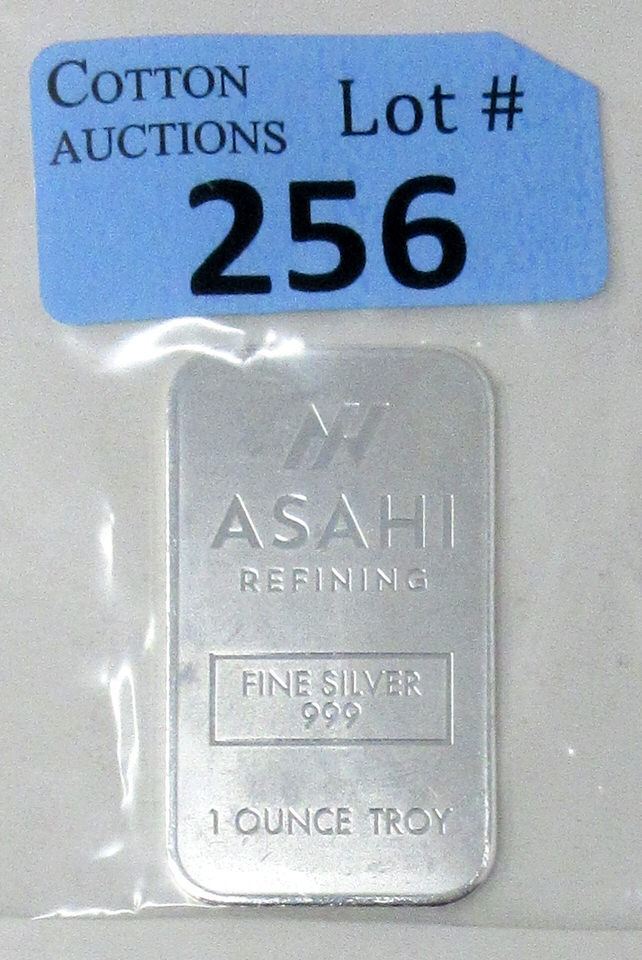 COTTON
AUCTIONS
Lot #
256
ASAHI
REFINING
FINE SILVER
999
1 OUNCE TROY